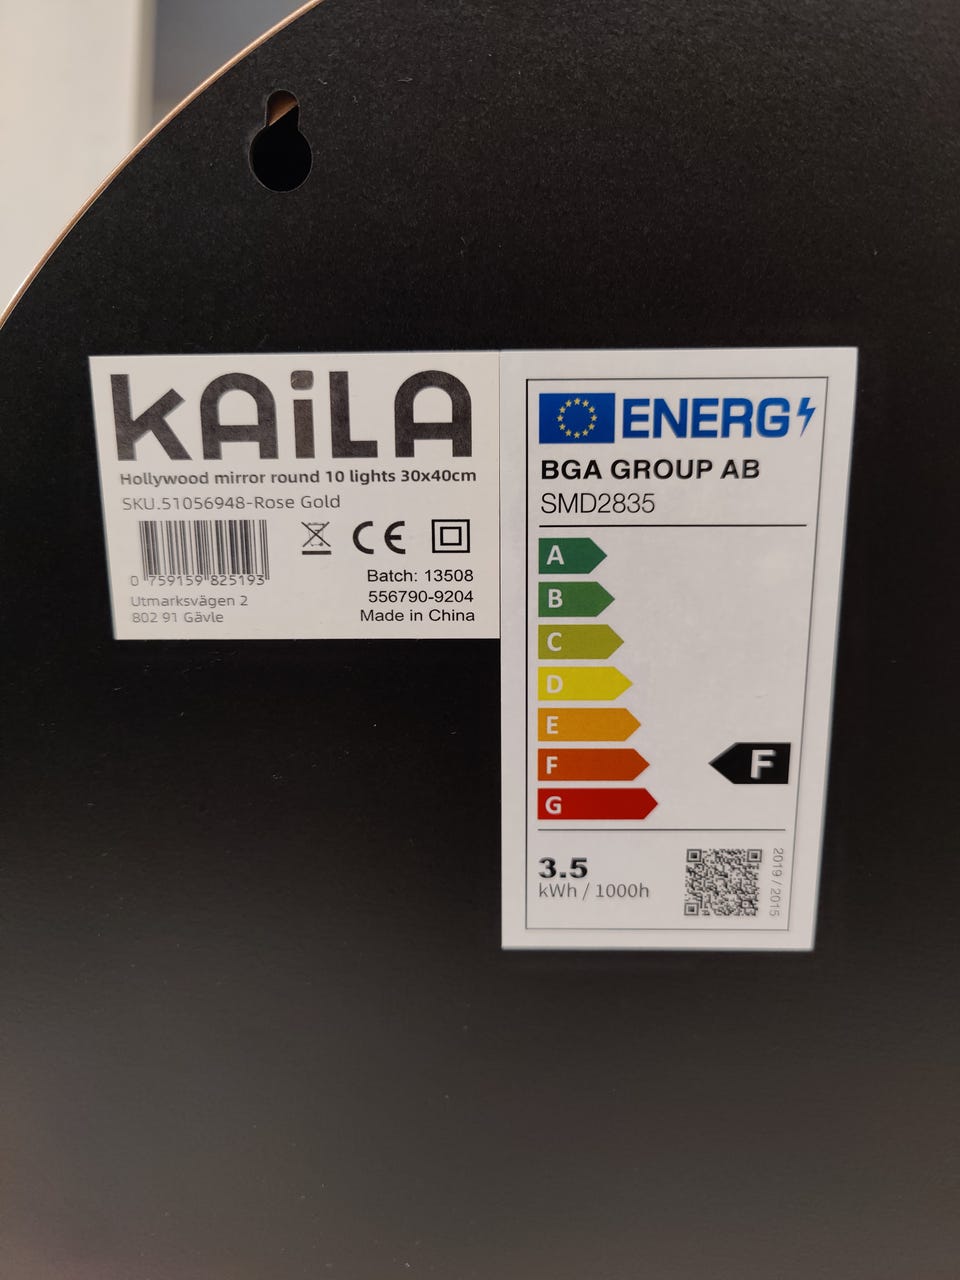 KAiLA
Hollywood mirror round 10 lights 30x40cm
SKU.51056948-Rose Gold
0 759159 825193
Utmarksvägen 2
802 91 Gävle
CE
Batch: 13508
556790-9204
Made in China
ENERG
BGA GROUP AB
SMD2835
A
B
C
D
E
F
F
G
3.5
kWh / 1000h
2019 / 2015